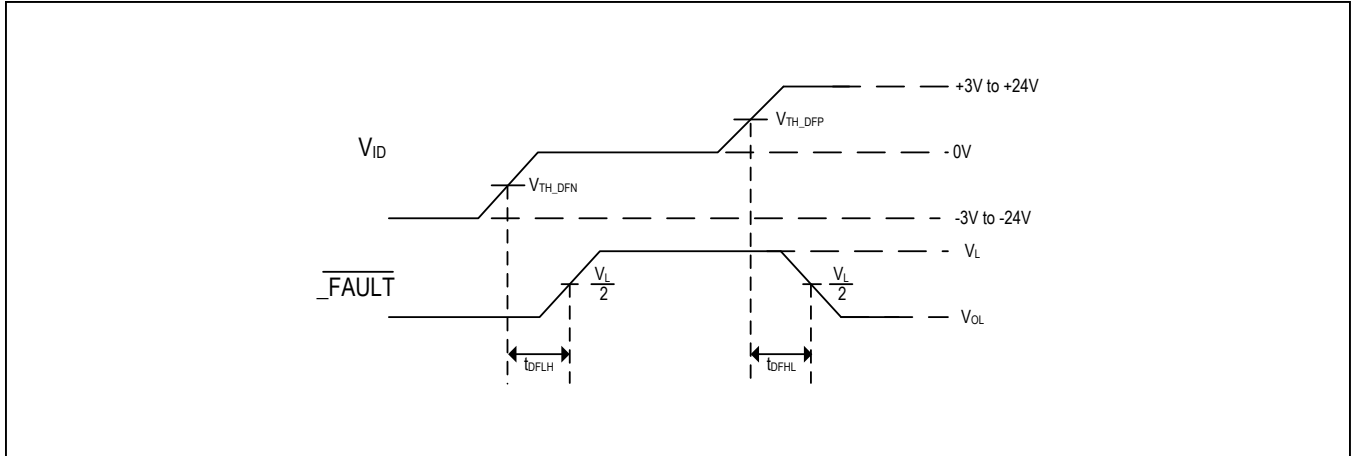 +3V to +24V
VTH_DFP
VID
0V
VTH_DFN
-3V to -24V
VL
_FAULT
VL
2
VL
2
VOL
tDFLH
tDFHL